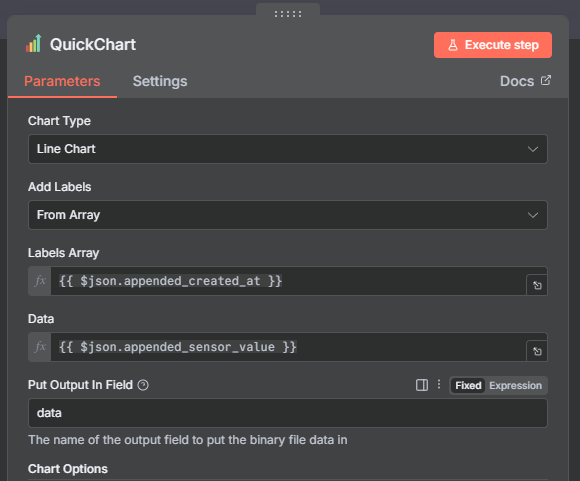 QuickChart
Execute step
Parameters Settings Docs
Chart Type
Line Chart
Add Labels
From Array
Labels Array
fx {{ $json.appended_created_at }}
Data
fx {{ $json.appended_sensor_value }}
Put Output In Field Fixed Expression
data
The name of the output field to put the binary file data in
Chart Options